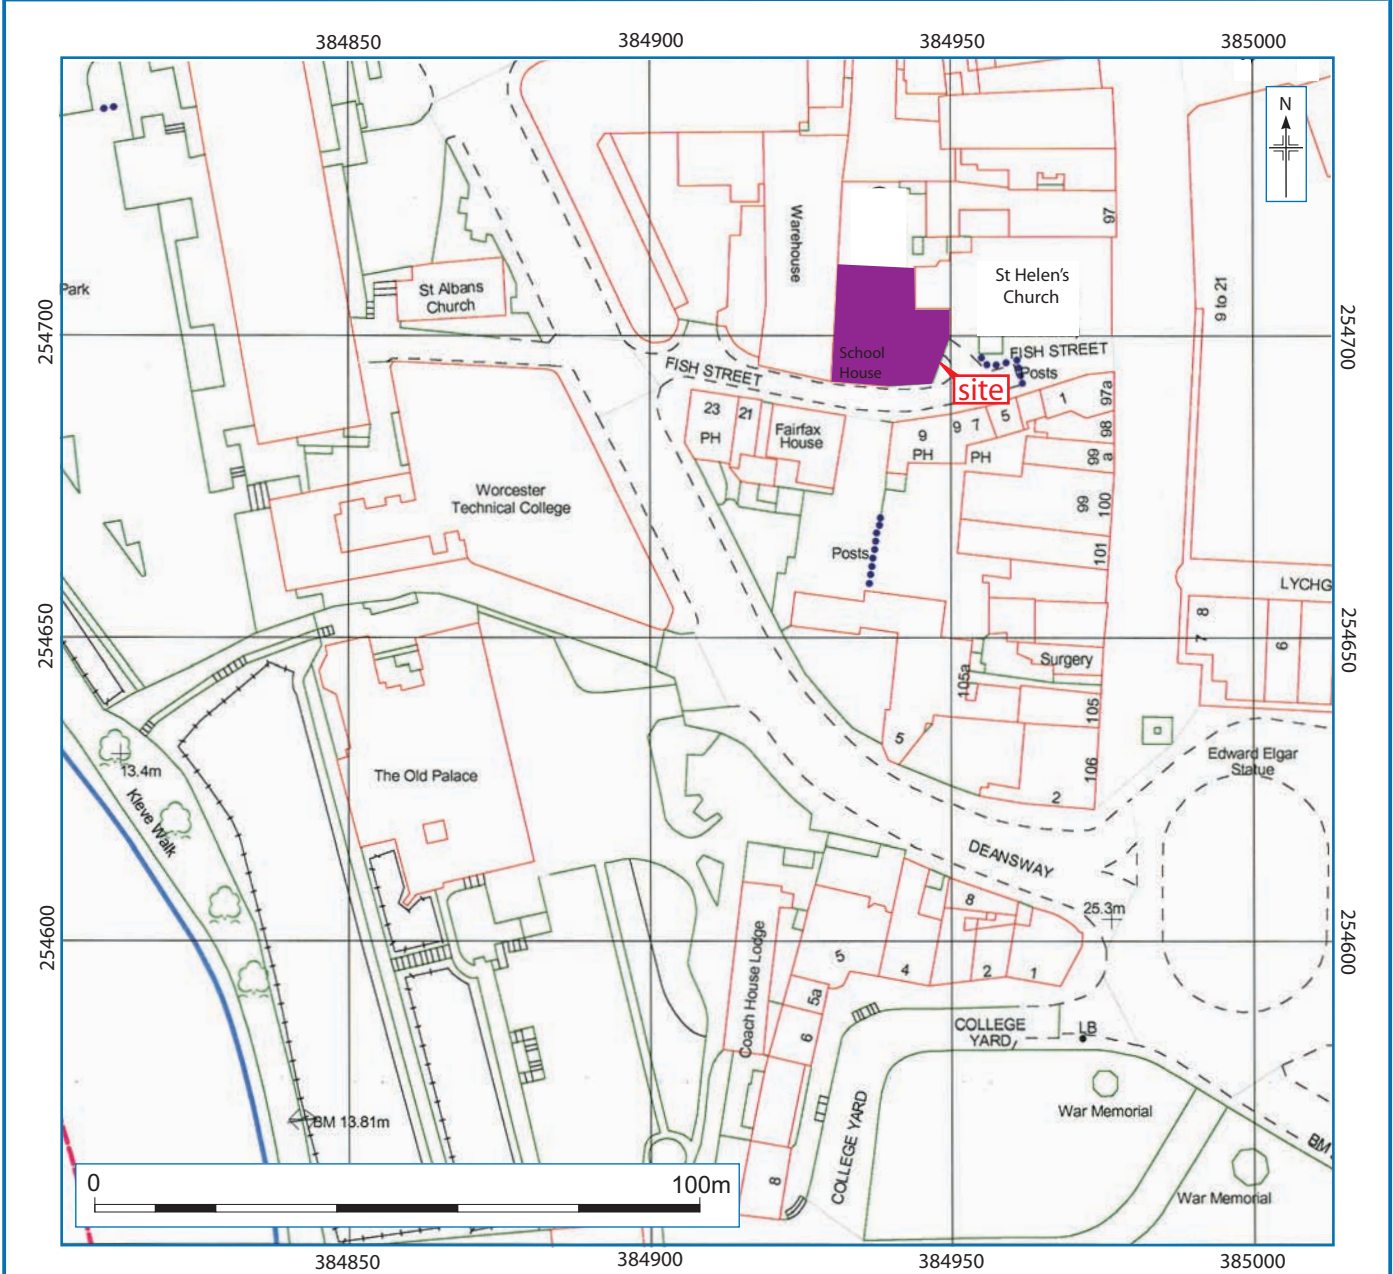 384850
384900
384950
385000
N
97
Warehouse
9 to 21
St Helen's
Church
St Albans
Church
Park
254700
254700
School
House
FISH STREET
FISH STREET
Posts
site
1
97a
5
9 7
23
21
PH
Fairfax
House
9
PH
PH
98
99
a
99
100
101
Worcester
Technical College
Posts
LYCHG
8
7
6
254650
254650
Surgery
105a
105
5
106
2
Edward Elgar
Statue
13.4m
Kleve Walk
The Old Palace
DEANSWAY
25.3m
8
5
4
2
1
254600
254600
Coach House Lodge
5a
6
COLLEGE
YARD
LB
War Memorial
BM 13.81m
COLLEGE YARD
BM
8
War Memorial
0
100m
384850
384900
384950
385000